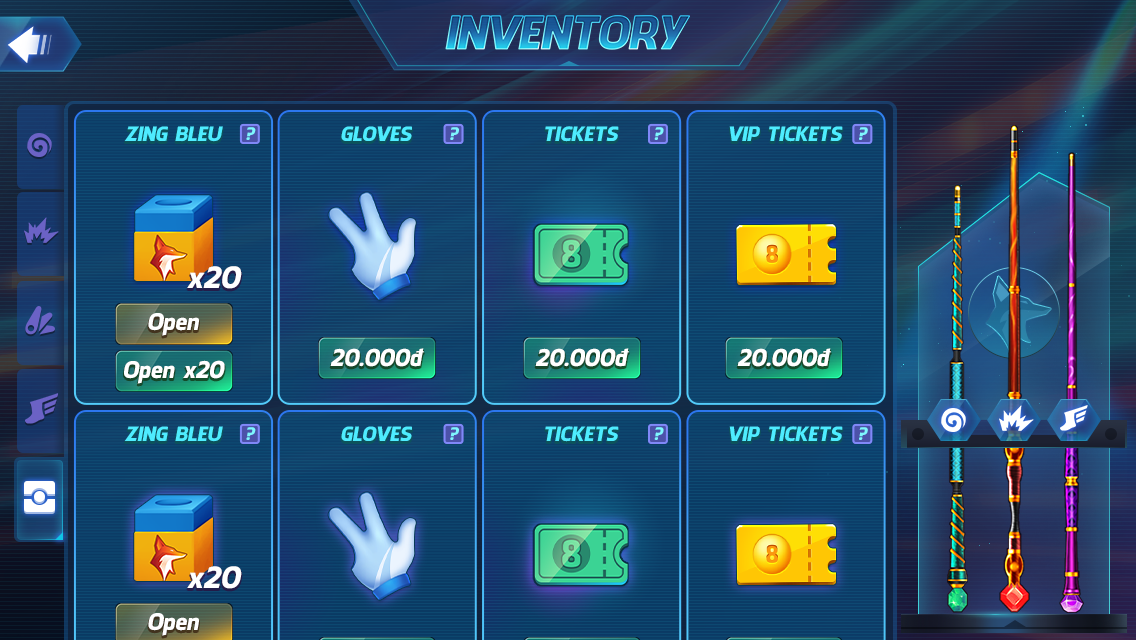 INVENTORY
ZING BLEU ?
GLOVES ?
TICKETS ?
VIP TICKETS ?
x20
8
8
Open
Open x20
20.000đ
20.000đ
20.000đ
ZING BLEU ?
GLOVES ?
TICKETS ?
VIP TICKETS ?
x20
8
8
Open